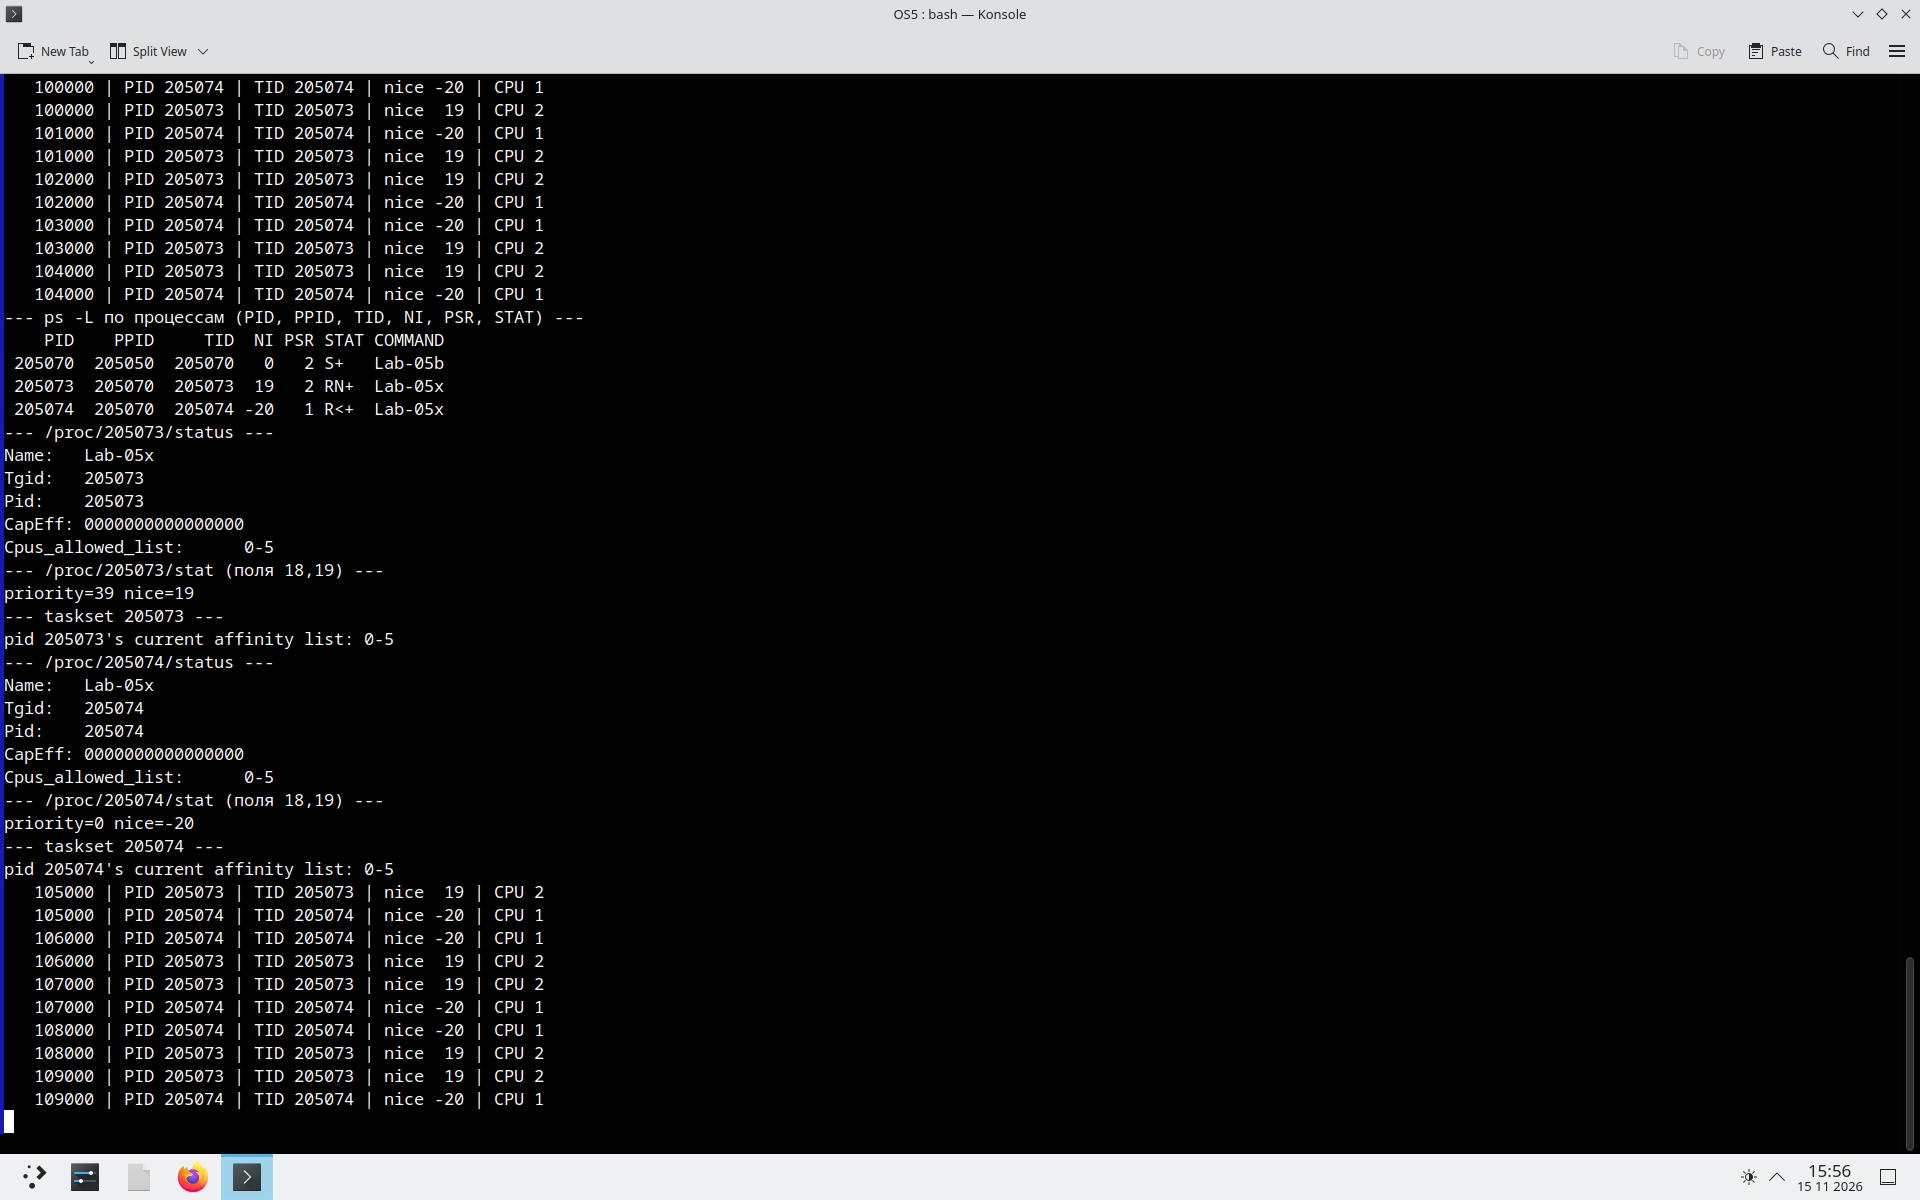 OS5 : bash — Konsole
New Tab
Split View
Copy
Paste
Find
100000 | PID 205074 | TID 205074 | nice -20 | CPU 1
100000 | PID 205073 | TID 205073 | nice  19 | CPU 2
101000 | PID 205074 | TID 205074 | nice -20 | CPU 1
101000 | PID 205073 | TID 205073 | nice  19 | CPU 2
102000 | PID 205073 | TID 205073 | nice  19 | CPU 2
102000 | PID 205074 | TID 205074 | nice -20 | CPU 1
103000 | PID 205074 | TID 205074 | nice -20 | CPU 1
103000 | PID 205073 | TID 205073 | nice  19 | CPU 2
104000 | PID 205073 | TID 205073 | nice  19 | CPU 2
104000 | PID 205074 | TID 205074 | nice -20 | CPU 1
--- ps -L по процессам (PID, PPID, TID, NI, PSR, STAT) ---
    PID    PPID     TID  NI PSR STAT COMMAND
 205070  205050  205070   0   2 S+   Lab-05b
 205073  205070  205073  19   2 RN+  Lab-05x
 205074  205070  205074 -20   1 R<+  Lab-05x
--- /proc/205073/status ---
Name:   Lab-05x
Tgid:   205073
Pid:    205073
CapEff: 0000000000000000
Cpus_allowed_list:      0-5
--- /proc/205073/stat (поля 18,19) ---
priority=39 nice=19
--- taskset 205073 ---
pid 205073's current affinity list: 0-5
--- /proc/205074/status ---
Name:   Lab-05x
Tgid:   205074
Pid:    205074
CapEff: 0000000000000000
Cpus_allowed_list:      0-5
--- /proc/205074/stat (поля 18,19) ---
priority=0 nice=-20
--- taskset 205074 ---
pid 205074's current affinity list: 0-5
105000 | PID 205073 | TID 205073 | nice  19 | CPU 2
105000 | PID 205074 | TID 205074 | nice -20 | CPU 1
106000 | PID 205074 | TID 205074 | nice -20 | CPU 1
106000 | PID 205073 | TID 205073 | nice  19 | CPU 2
107000 | PID 205073 | TID 205073 | nice  19 | CPU 2
107000 | PID 205074 | TID 205074 | nice -20 | CPU 1
108000 | PID 205074 | TID 205074 | nice -20 | CPU 1
108000 | PID 205073 | TID 205073 | nice  19 | CPU 2
109000 | PID 205073 | TID 205073 | nice  19 | CPU 2
109000 | PID 205074 | TID 205074 | nice -20 | CPU 1
15:56
15 11 2026